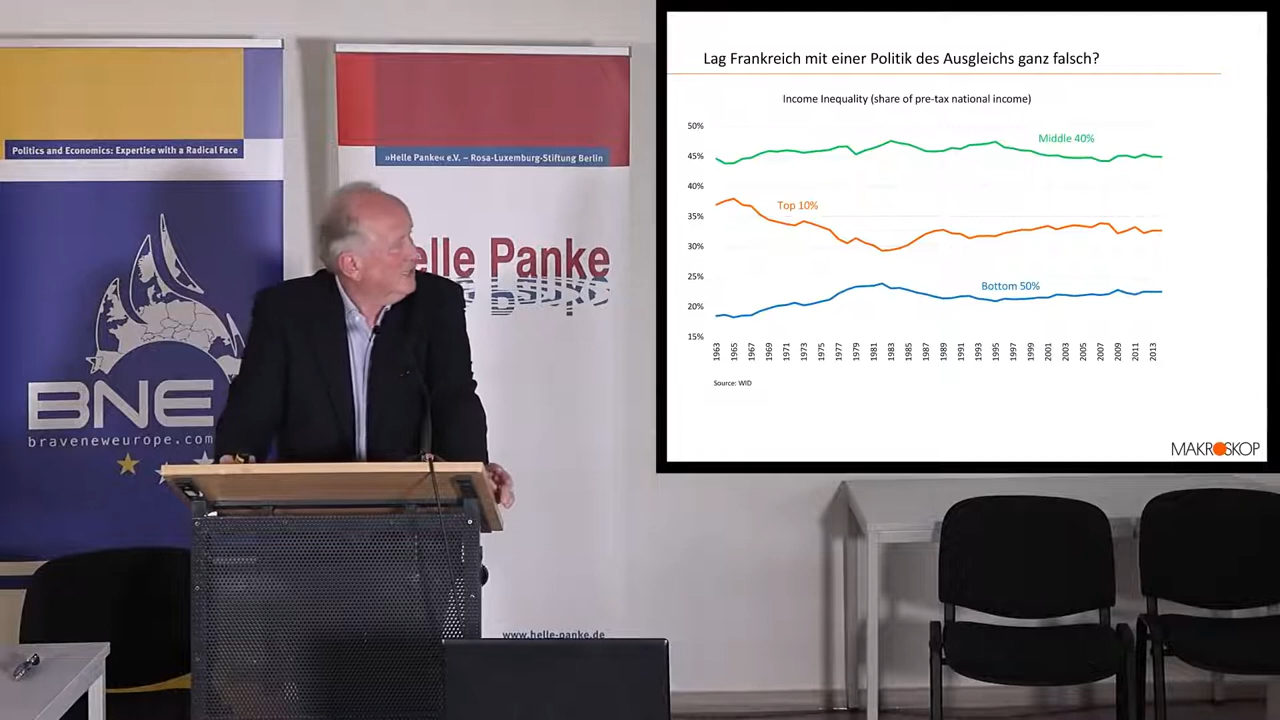 Politics and Economics: Expertise with a Radical Face
BNE
braveneweurope.com
»Helle Panke« e.V. – Rosa-Luxemburg-Stiftung Berlin
elle Panke
www.helle-panke.de
Lag Frankreich mit einer Politik des Ausgleichs ganz falsch?
Income Inequality (share of pre-tax national income)
50%
45%
40%
35%
30%
25%
20%
15%
Middle 40%
Top 10%
Bottom 50%
1963 1965 1967 1969 1971 1973 1975 1977 1979 1981 1983 1985 1987 1989 1991 1993 1995 1997 1999 2001 2003 2005 2007 2009 2011 2013
Source: WID
MAKROSKOP